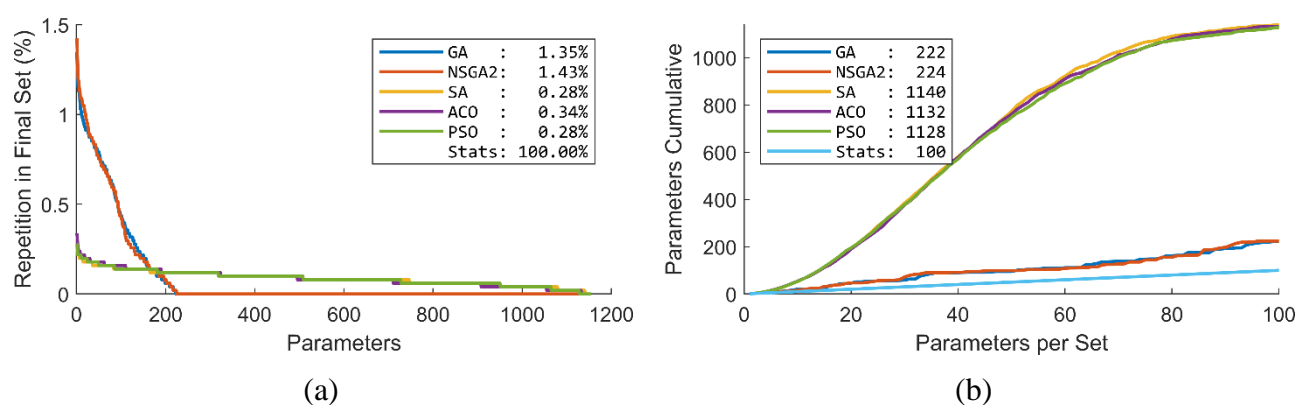 1.5
1
0.5
0
Repetition in Final Set (%)
GA : 1.35%
NSGA2: 1.43%
SA : 0.28%
ACO : 0.34%
PSO : 0.28%
Stats: 100.00%
0 200 400 600 800 1000 1200
Parameters
(a)
1000
800
600
400
200
0
Parameters Cumulative
GA : 222
NSGA2: 224
SA : 1140
ACO : 1132
PSO : 1128
Stats: 100
0 20 40 60 80 100
Parameters per Set
(b)